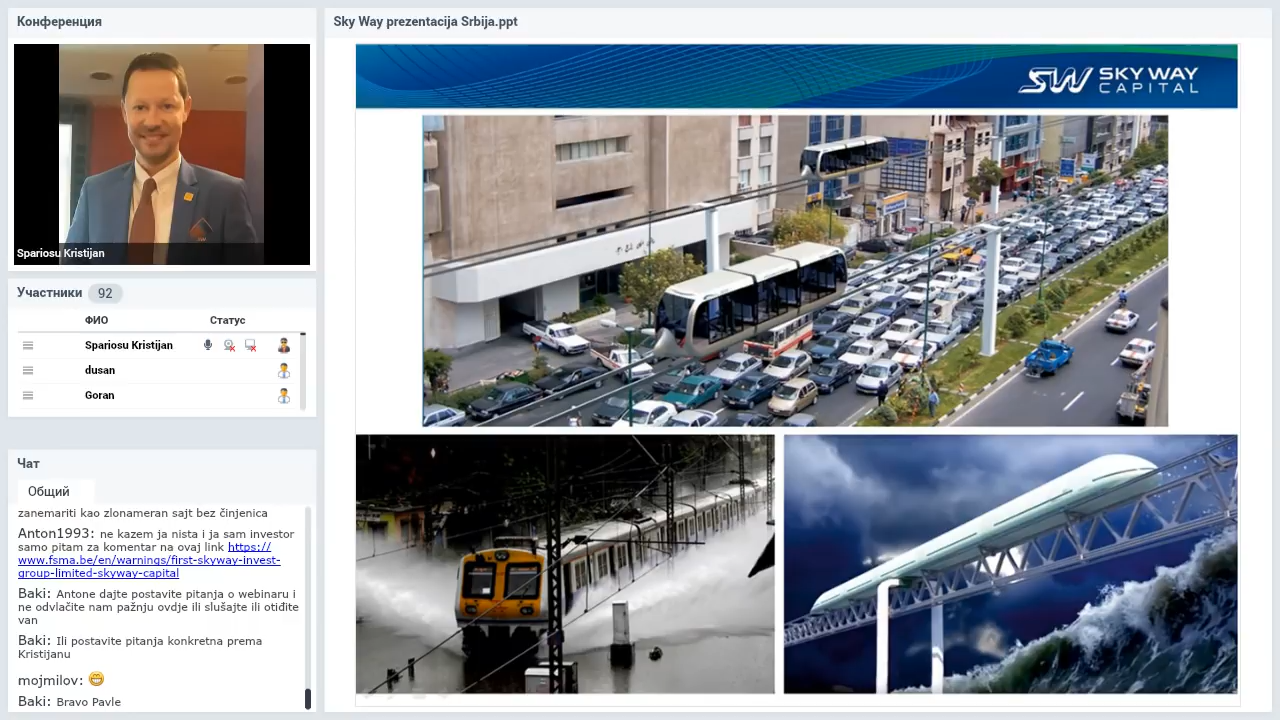 Конференция
Spariosu Kristijan
Участники 92
ФИО Статус
Spariosu Kristijan
dusan
Goran
Чат
Общий
zanemariti kao zlonameran sajt bez činjenica
Anton1993: ne kazem ja nista i ja sam investor
samo pitam za komentar na ovaj link https://
www.fsma.be/en/warnings/first-skyway-invest-
group-limited-skyway-capital
Baki: Antone dajte postavite pitanja o webinaru i
ne odvlačite nam pažnju ovdje ili slušajte ili otiđite
van
Baki: Ili postavite pitanja konkretna prema
Kristijanu
mojmilov:
Baki: Bravo Pavle
Sky Way prezentacija Srbija.ppt
SW SKY WAY
CAPITAL